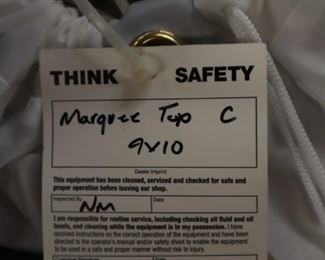 THINK SAFETY
Marquee Top C
9x10
Dealer Imprint
This equipment has been cleaned, serviced and checked for safe and
proper operation before leaving our shop.
Inspected By
Date
NM
I am responsible for routine service, including checking all fluid and oil
levels, and cleaning while the equipment is in my possession. I have
received instructions on the correct operation of the equipment and have been
directed to the operator's manual and/or safety sheet to enable the equipment
to be used in a safe and proper manner without risk to injury.